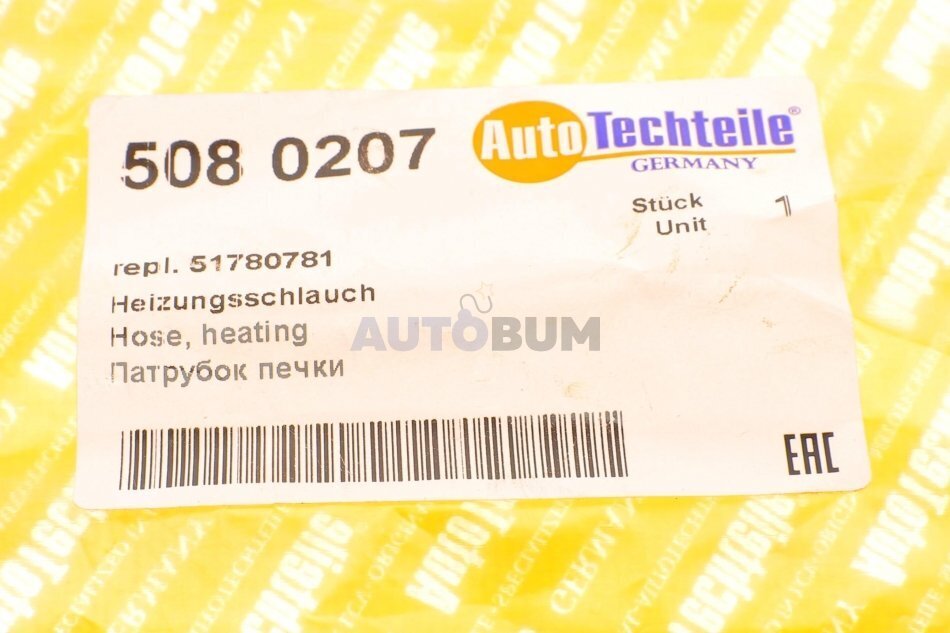 508 0207
AutoTechteile®
GERMANY
Stück 1
Unit
repl. 51780781
Heizungsschlauch
Hose, heating
Патрубок печки
AUTOBUM
EAC